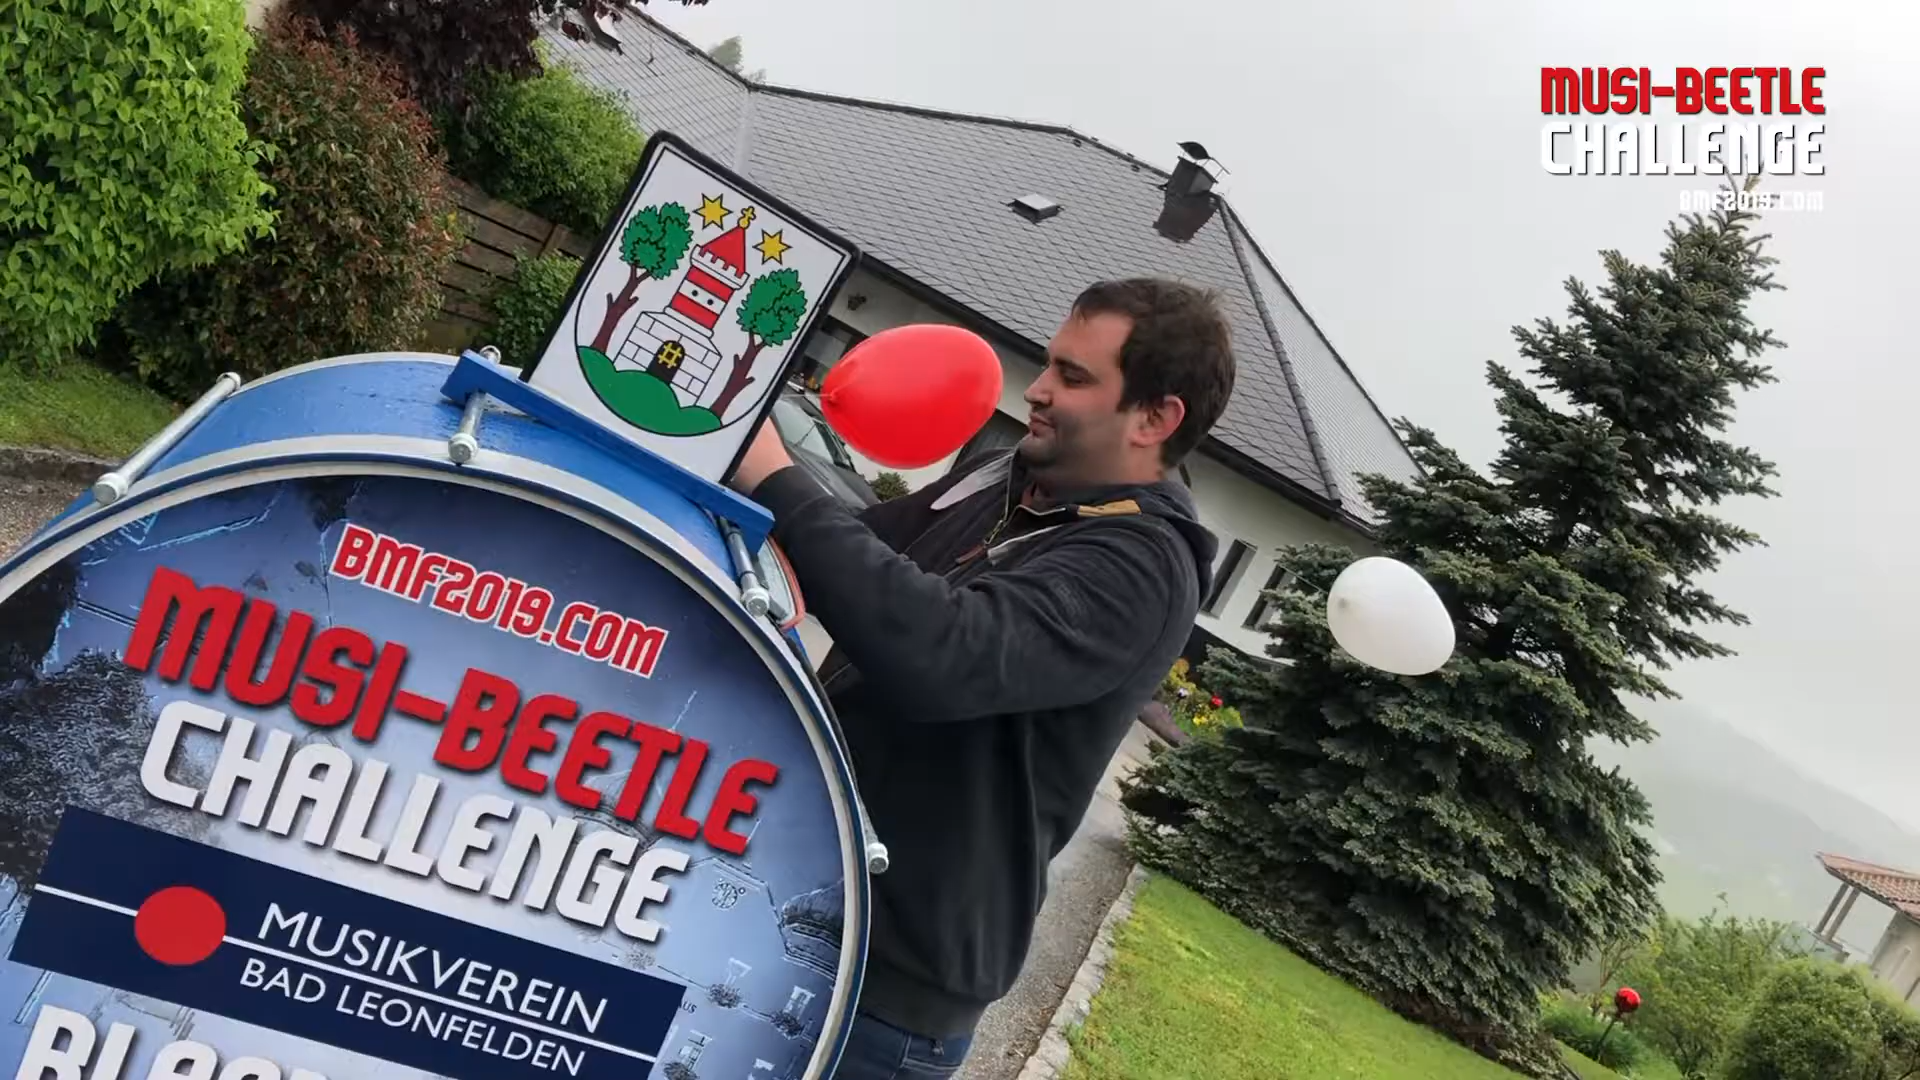 MUSI-BEETLE
CHALLENGE
BMF2019.COM
BMF2019.COM
MUSI-BEETLE
CHALLENGE
MUSIKVEREIN
BAD LEONFELDEN